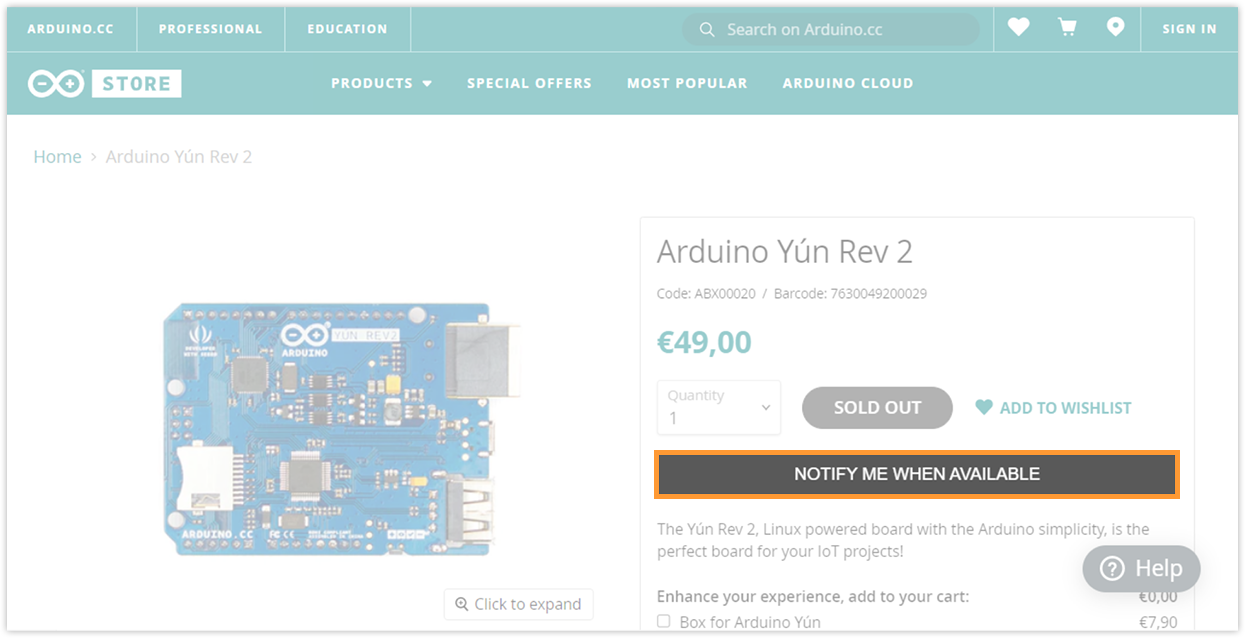 ARDUINO.CC
PROFESSIONAL
EDUCATION
Search on Arduino.cc
SIGN IN
STORE
PRODUCTS
SPECIAL OFFERS
MOST POPULAR
ARDUINO CLOUD
Home > Arduino Yún Rev 2
YÚN REV2
ARDUINO
ARDUINO.CC
Click to expand
Arduino Yún Rev 2
Code: ABX00020 / Barcode: 7630049200029
€49,00
Quantity
1
SOLD OUT
ADD TO WISHLIST
NOTIFY ME WHEN AVAILABLE
The Yún Rev 2, Linux powered board with the Arduino simplicity, is the
perfect board for your IoT projects!
Help
Enhance your experience, add to your cart: €0,00
Box for Arduino Yún €7,90